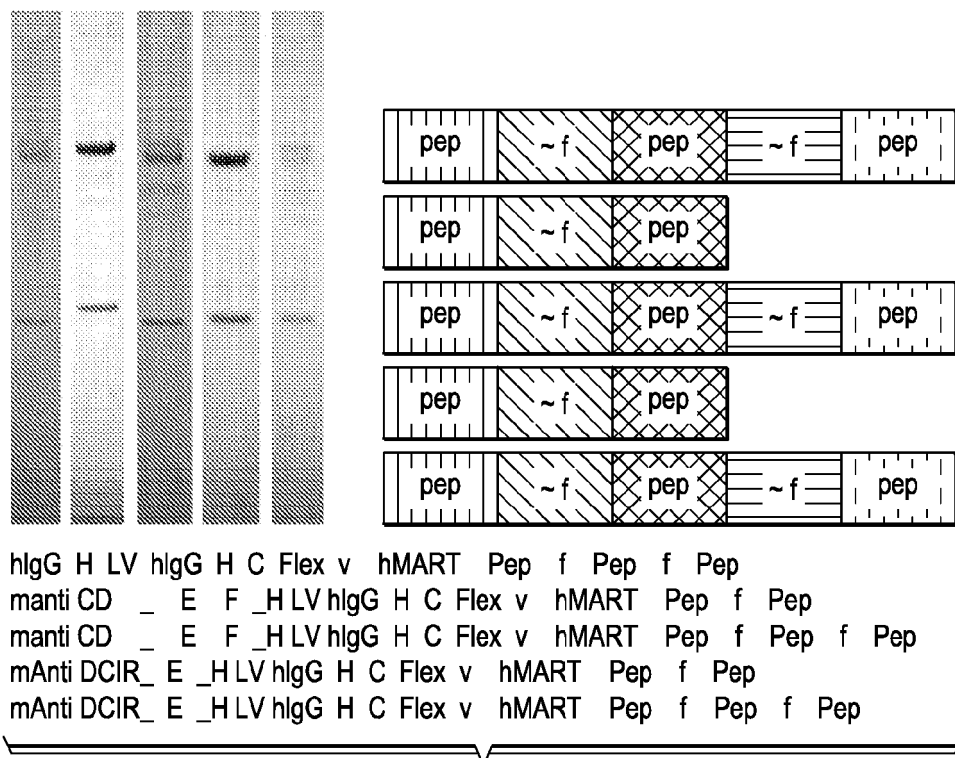 pep ~ f pep ~ f pep
pep ~ f pep
pep ~ f pep ~ f pep
pep ~ f pep
pep ~ f pep ~ f pep
hIgG H LV hIgG H C Flex v hMART Pep f Pep f Pep
manti CD _ E F _H LV hIgG H C Flex v hMART Pep f Pep
manti CD _ E F _H LV hIgG H C Flex v hMART Pep f Pep f Pep
mAnti DCIR_ E _H LV hIgG H C Flex v hMART Pep f Pep
mAnti DCIR_ E _H LV hIgG H C Flex v hMART Pep f Pep f Pep